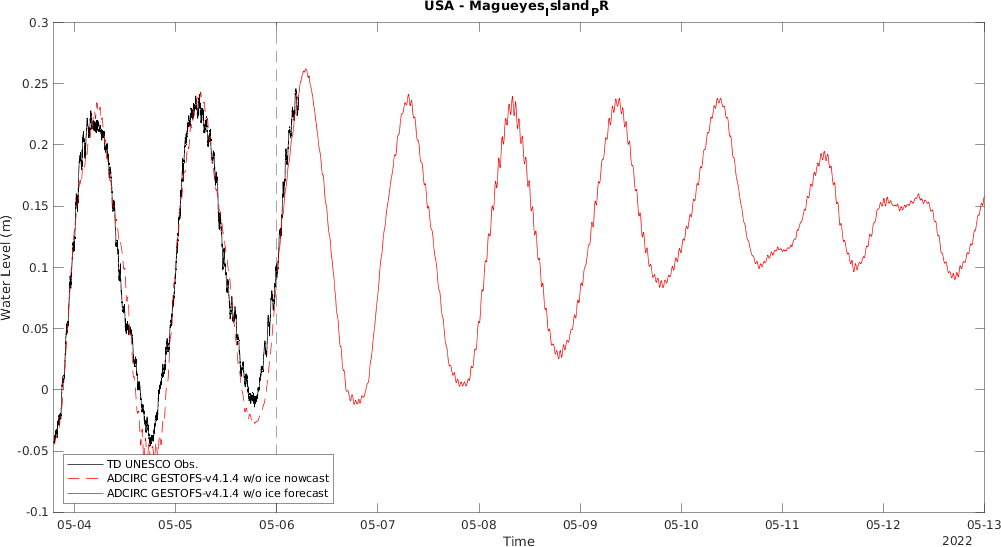 USA - MagueyesIslandPR
0.3
0.25
0.2
0.15
0.1
0.05
0
-0.05
-0.1
Water Level (m)
TD UNESCO Obs.
ADCIRC GESTOFS-v4.1.4 w/o ice nowcast
ADCIRC GESTOFS-v4.1.4 w/o ice forecast
05-04 05-05 05-06 05-07 05-08 05-09 05-10 05-11 05-12 05-13
Time
2022